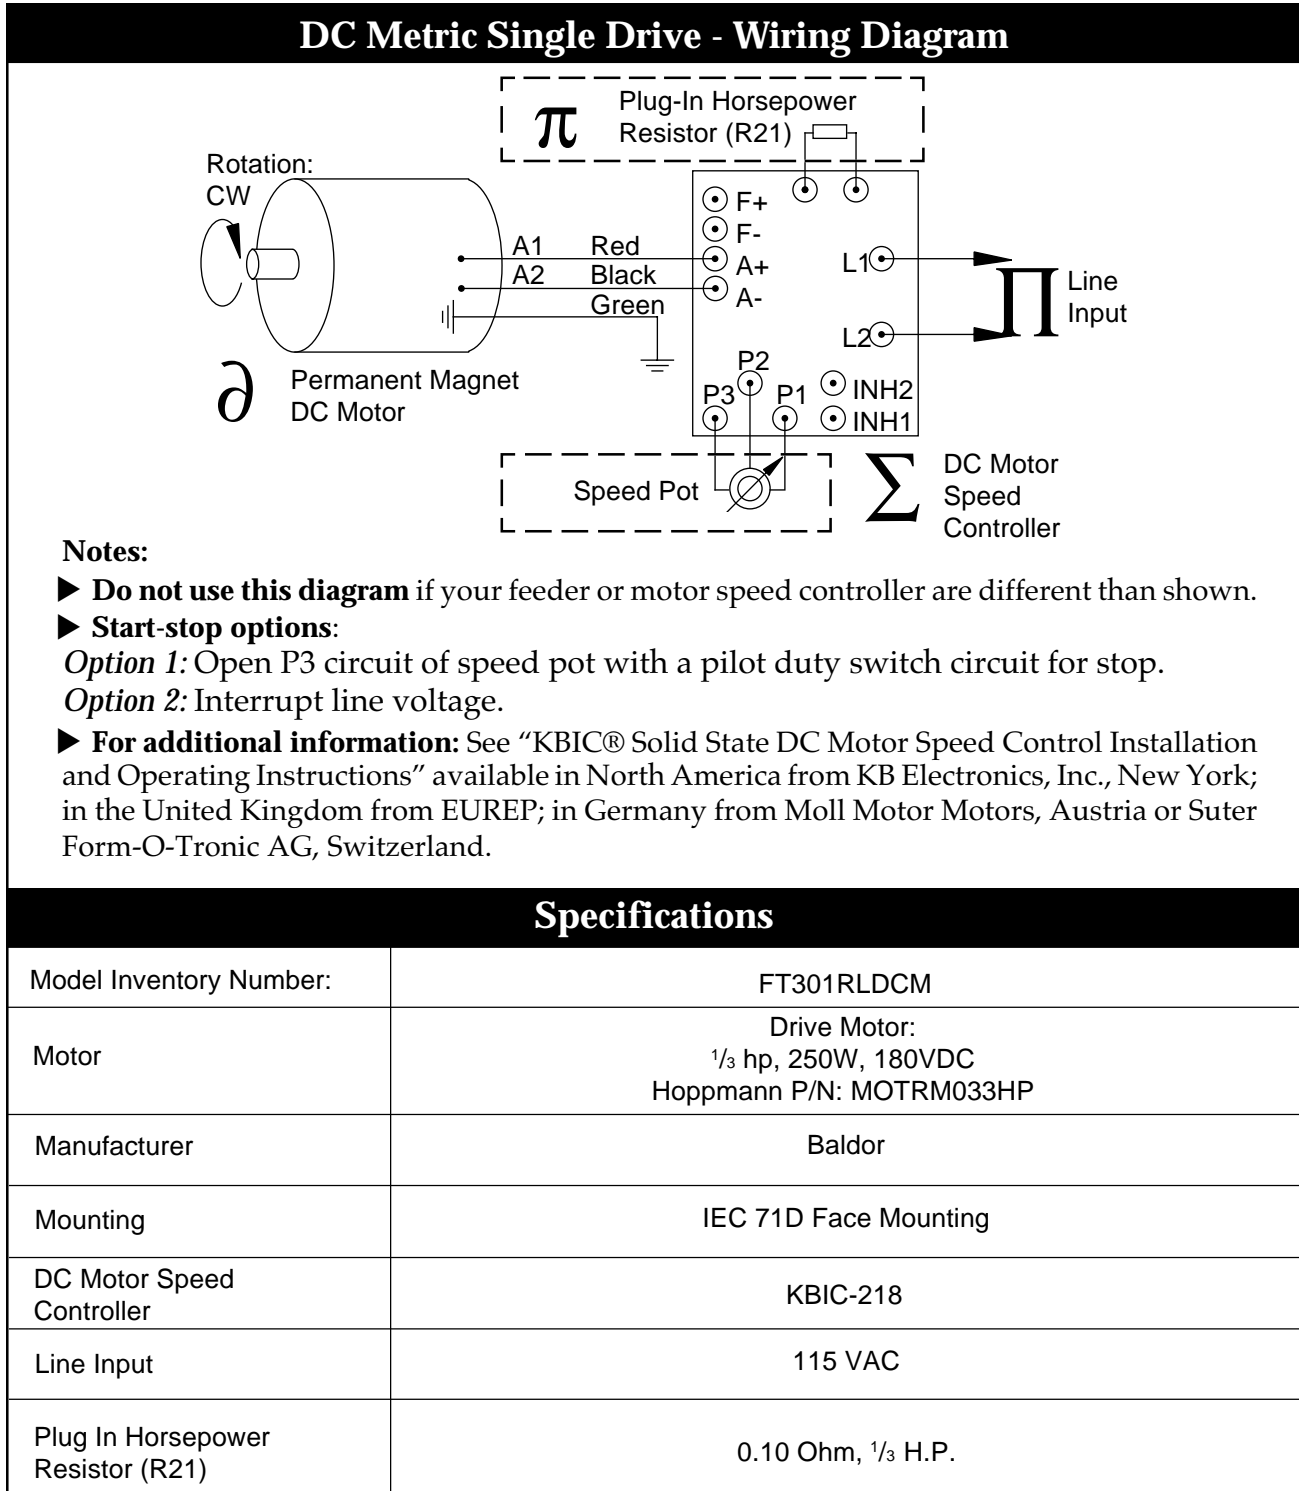 DC Metric Single Drive - Wiring Diagram
π
Plug-In Horsepower
Resistor (R21)
Rotation:
CW
F+
F-
A1 Red
A+
A2 Black
A-
Green
L1
L2
∏
Line
Input
∂
Permanent Magnet
DC Motor
P2
P3
P1
INH2
INH1
Speed Pot
∑
DC Motor
Speed
Controller
Notes:
▶ Do not use this diagram if your feeder or motor speed controller are different than shown.
▶ Start-stop options:
Option 1: Open P3 circuit of speed pot with a pilot duty switch circuit for stop.
Option 2: Interrupt line voltage.
▶ For additional information: See “KBIC® Solid State DC Motor Speed Control Installation
and Operating Instructions” available in North America from KB Electronics, Inc., New York;
in the United Kingdom from EUREP; in Germany from Moll Motor Motors, Austria or Suter
Form-O-Tronic AG, Switzerland.
Specifications
Model Inventory Number:
FT301RLDCM
Motor
Drive Motor:
1/3 hp, 250W, 180VDC
Hoppmann P/N: MOTRM033HP
Manufacturer
Baldor
Mounting
IEC 71D Face Mounting
DC Motor Speed
Controller
KBIC-218
Line Input
115 VAC
Plug In Horsepower
Resistor (R21)
0.10 Ohm, 1/3 H.P.